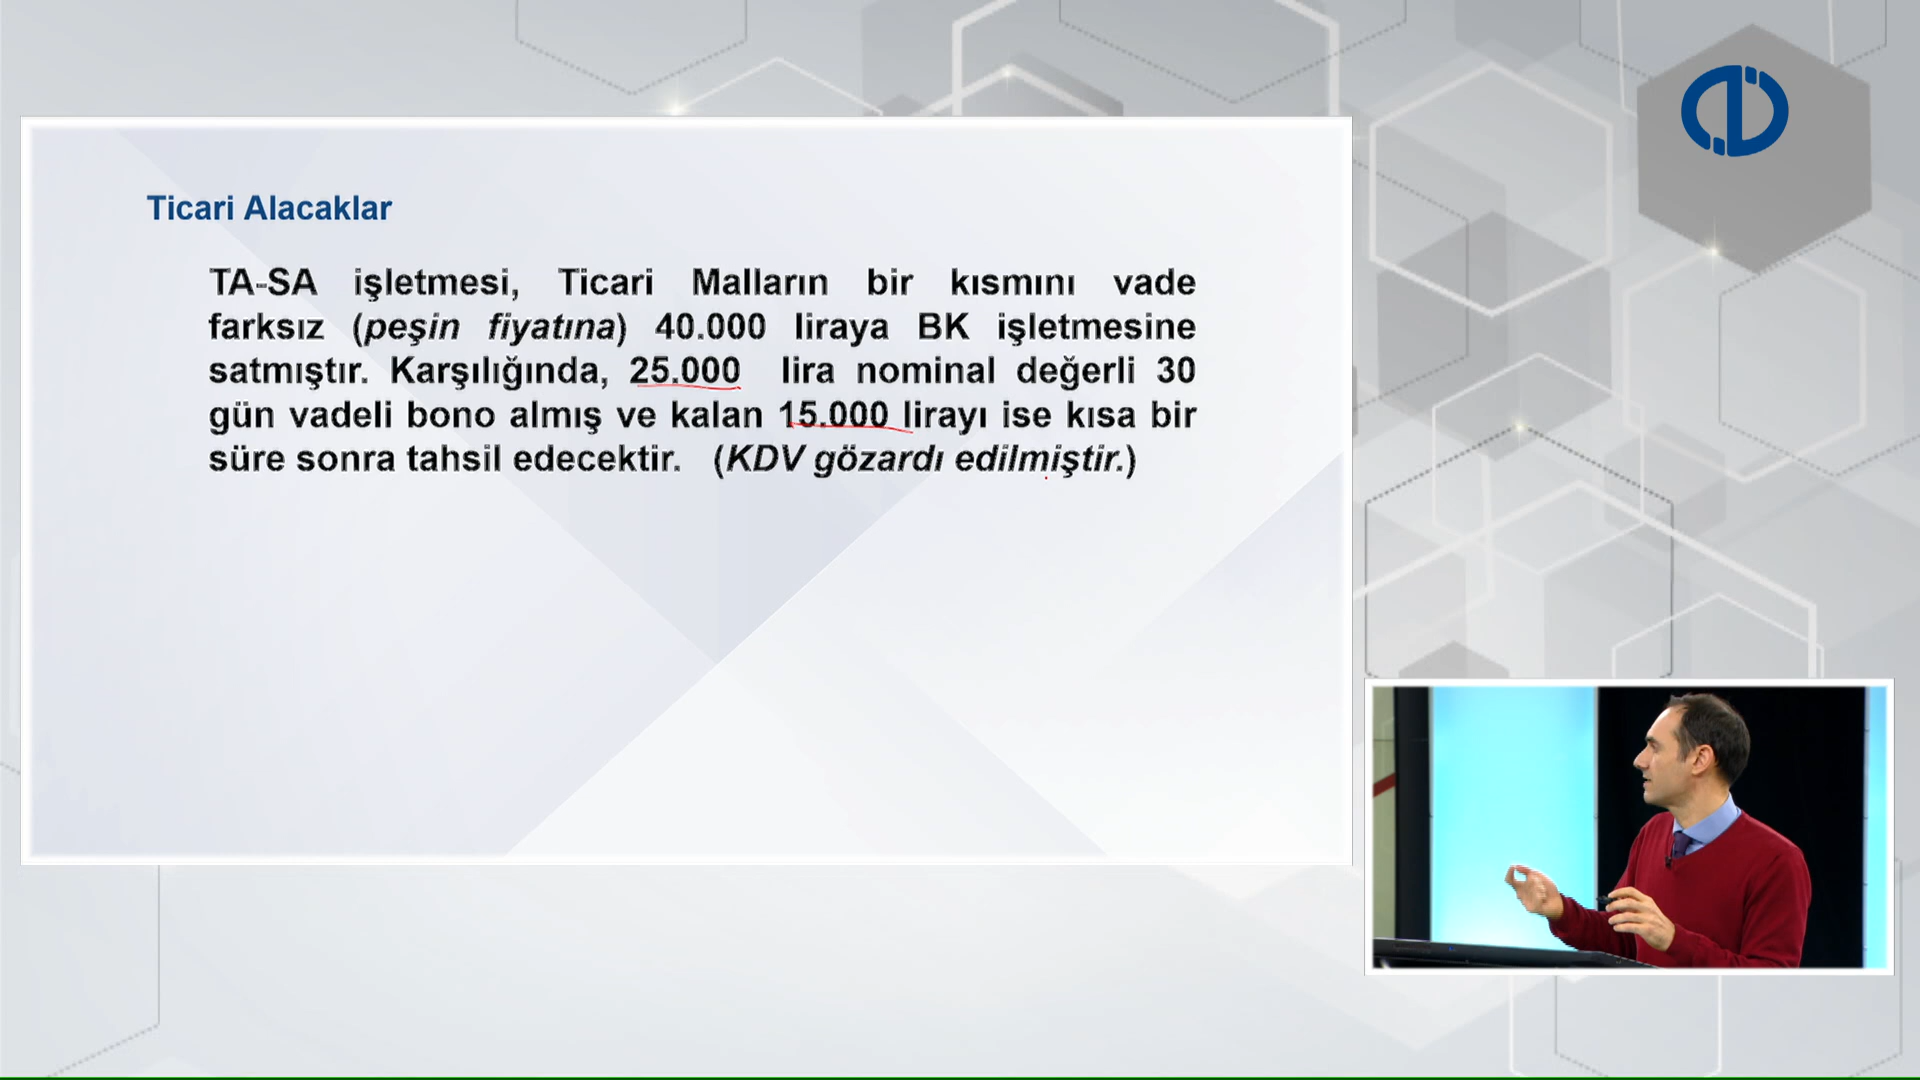 Ticari Alacaklar
TA-SA işletmesi, Ticari Malların bir kısmını vade
farksız (peşin fiyatına) 40.000 liraya BK işletmesine
satmıştır. Karşılığında, 25.000 lira nominal değerli 30
gün vadeli bono almış ve kalan 15.000 lirayı ise kısa bir
süre sonra tahsil edecektir. (KDV gözardı edilmiştir.)